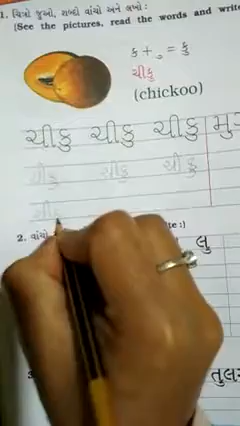 1. ચિત્રો જુઓ, શબ્દો વાંચો અને લખો :
(See the pictures, read the words and write
ક + ુ = કુ
ચીકુ
(chickoo)
ચીકુ ચીકુ ચીકુ
ચીકુ ચીકુ ચીકુ
2. વાંચો
લુ